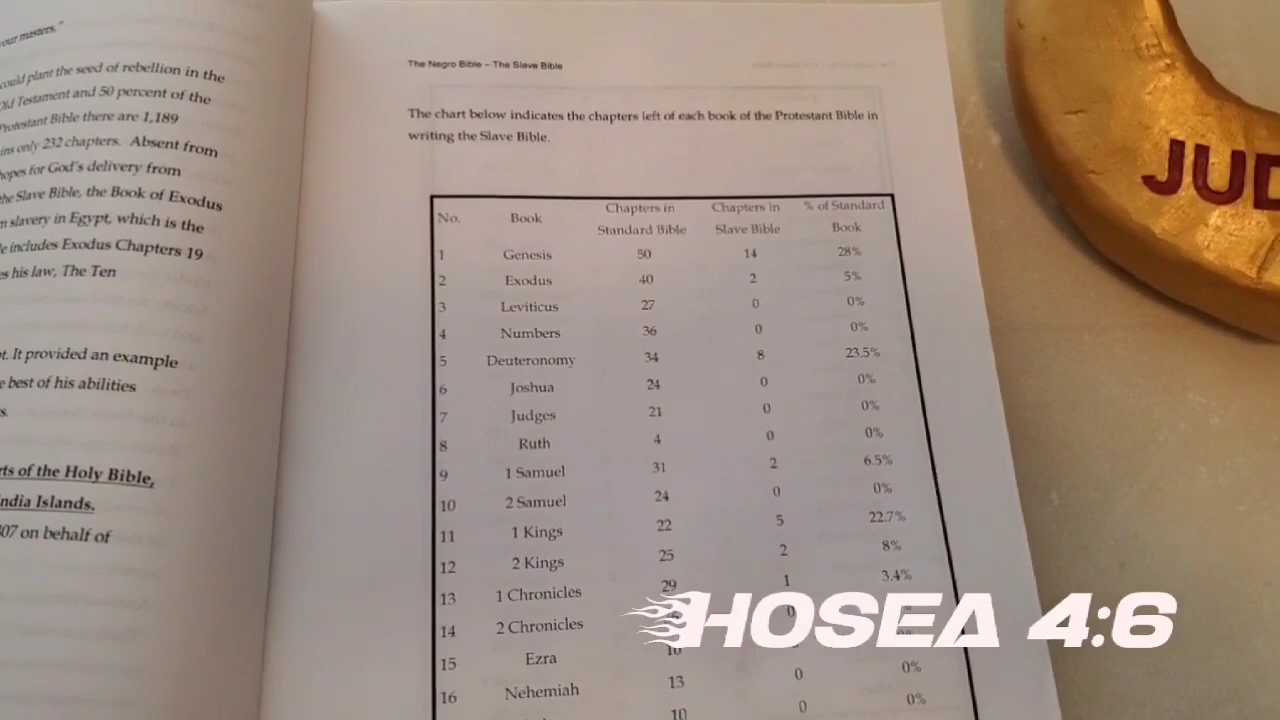 our masters."
could plant the seed of rebellion in the
Old Testament and 50 percent of the
Protestant Bible there are 1,189
ins only 232 chapters. Absent from
hopes for God's delivery from
the Slave Bible, the Book of Exodus
m slavery in Egypt, which is the
e includes Exodus Chapters 19
es his law, The Ten
t. It provided an example
e best of his abilities
s.
rts of the Holy Bible,
ndia Islands.
07 on behalf of
The Negro Bible – The Slave Bible
The chart below indicates the chapters left of each book of the Protestant Bible in
writing the Slave Bible.
No. Book Chapters in Standard Bible Chapters in Slave Bible % of Standard Book
1 Genesis 50 14 28%
2 Exodus 40 2 5%
3 Leviticus 27 0 0%
4 Numbers 36 0 0%
5 Deuteronomy 34 8 23.5%
6 Joshua 24 0 0%
7 Judges 21 0 0%
8 Ruth 4 0 0%
9 1 Samuel 31 2 6.5%
10 2 Samuel 24 0 0%
11 1 Kings 22 5 22.7%
12 2 Kings 25 2 8%
13 1 Chronicles 29 1 3.4%
14 2 Chronicles 0
15 Ezra 10
16 Nehemiah 13 0 0%
10 0 0%
JUD
HOSEA 4:6